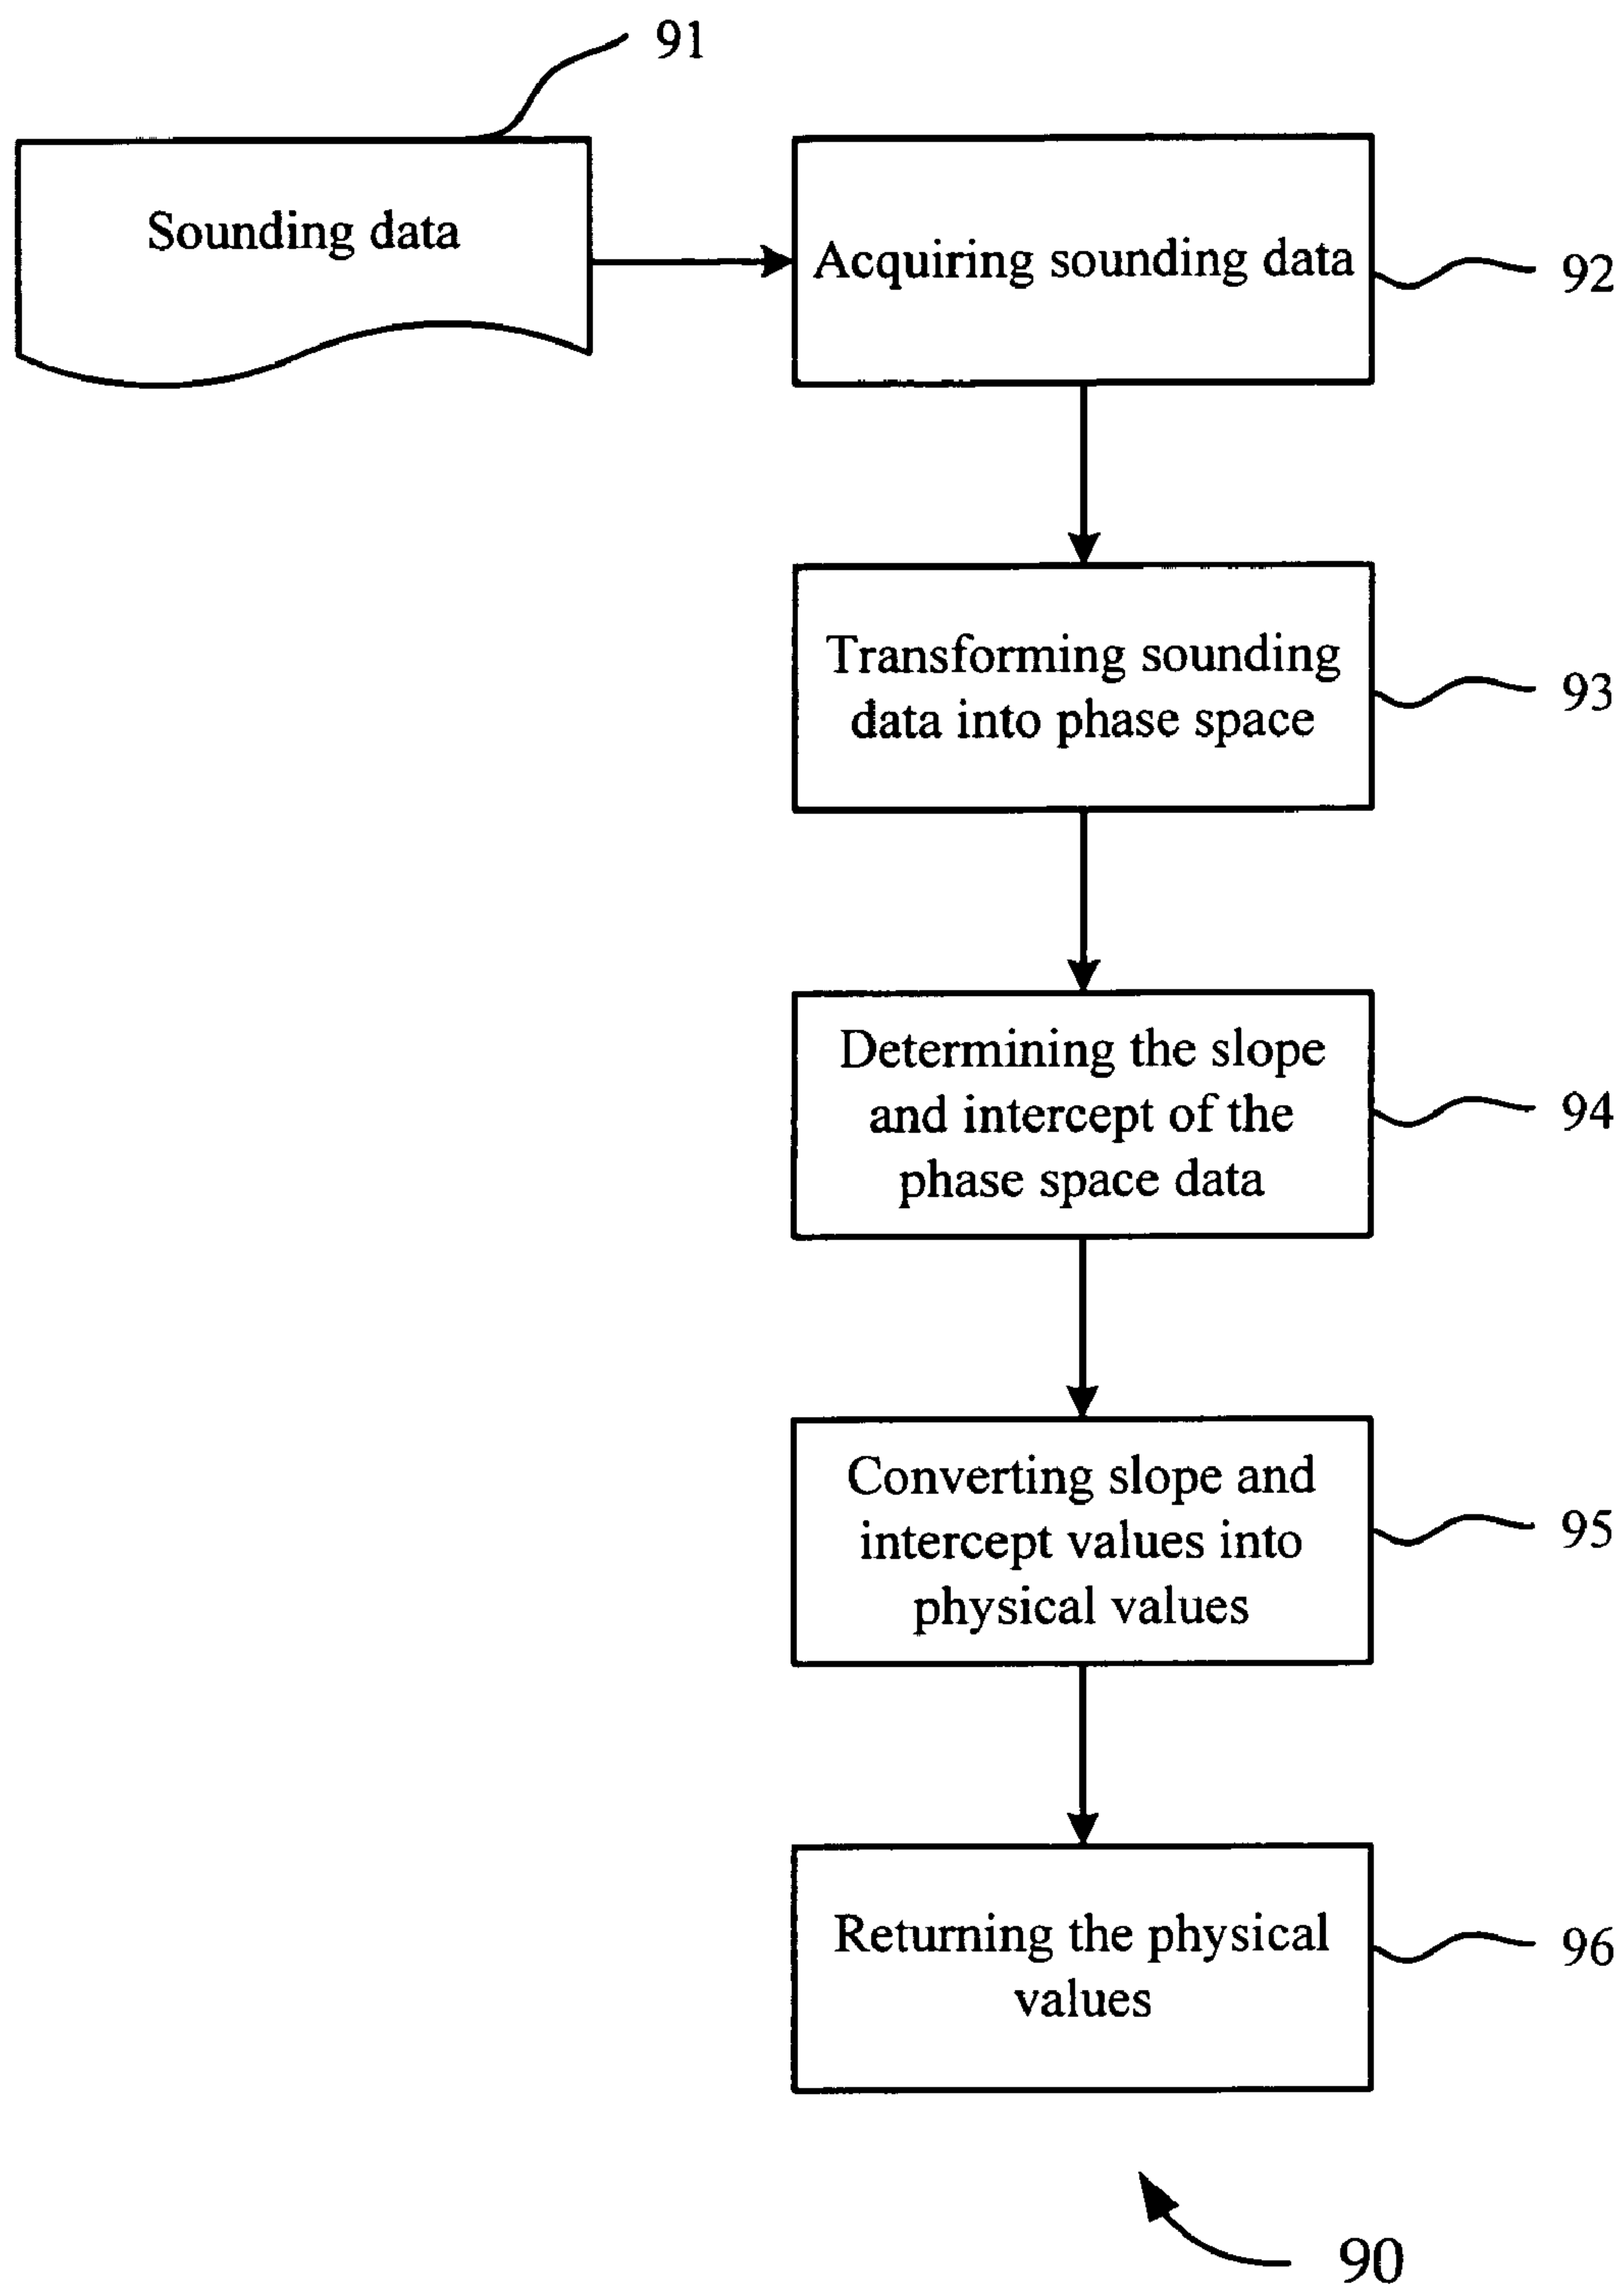 91
Sounding data
Acquiring sounding data
92
Transforming sounding
data into phase space
93
Determining the slope
and intercept of the
phase space data
94
Converting slope and
intercept values into
physical values
95
Returning the physical
values
96
90